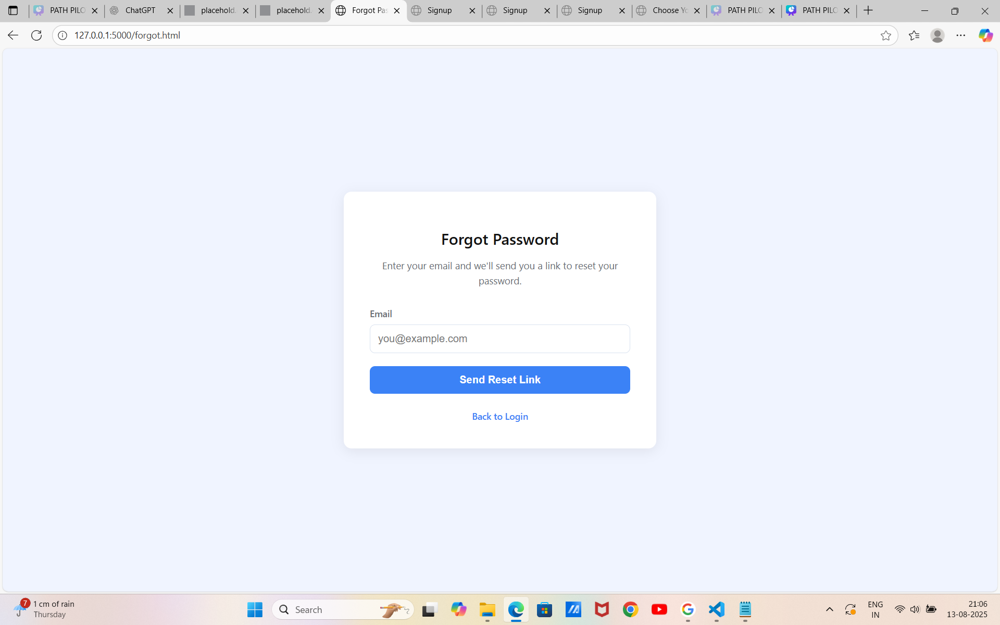 PATH PILO
ChatGPT
placehold.
placehold.
Forgot Pas
Signup
Signup
Signup
Choose Yo
PATH PILO
PATH PILO
127.0.0.1:5000/forgot.html
Forgot Password
Enter your email and we'll send you a link to reset your
password.
Email
you@example.com
Send Reset Link
Back to Login
7
1 cm of rain
Thursday
Search
ENG
IN
21:06
13-08-2025